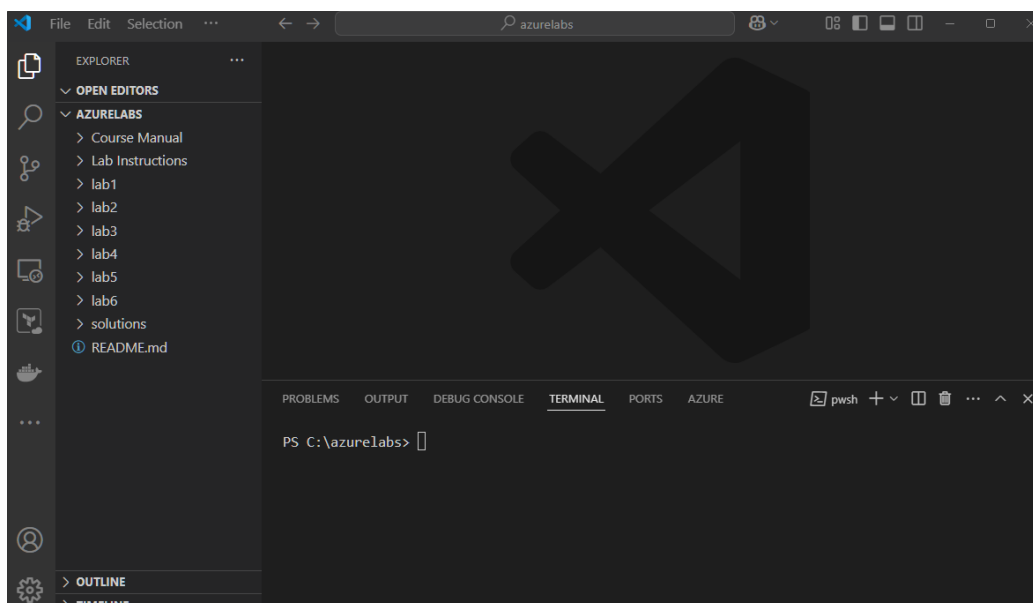 File Edit Selection ··· azurelabs
EXPLORER ···
OPEN EDITORS
AZURELABS
Course Manual
Lab Instructions
lab1
lab2
lab3
lab4
lab5
lab6
solutions
README.md
PROBLEMS OUTPUT DEBUG CONSOLE TERMINAL PORTS AZURE pwsh
PS C:\azurelabs>
OUTLINE
TIMELINE